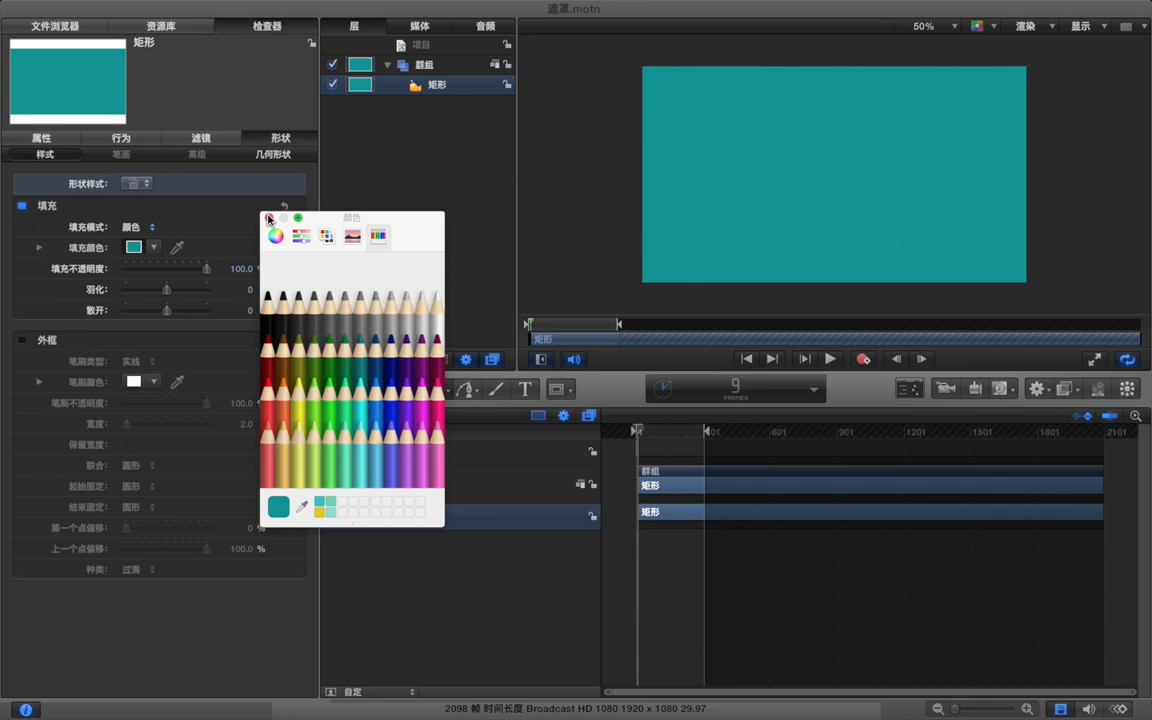 遮罩.motn
文件浏览器 资源库 检查器 层 媒体 音频 50% 渲染 显示
矩形
项目
群组
矩形
属性 行为 滤镜 形状
样式 笔画 高级 几何形状
形状样式:
填充
填充模式: 颜色
填充颜色:
填充不透明度: 100.0 %
羽化: 0
散开: 0
颜色
外框
笔刷类型: 实线
笔刷颜色:
笔刷不透明度: 100.0
宽度: 2.0
保留宽度:
联合: 圆形
起始固定: 圆形
结束固定: 圆形
第一个点偏移: 0 %
上一个点偏移: 100.0 %
种类: 过满
矩形
T
9
FRAMES
601 901 1201 1501 1801 2101
群组
矩形
矩形
自定
2098 帧 时间长度 Broadcast HD 1080 1920 x 1080 29.97